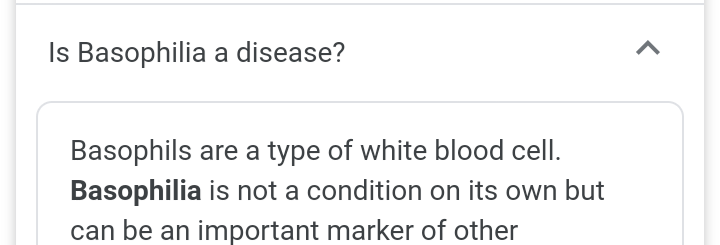 Is Basophilia a disease?
Basophils are a type of white blood cell.
Basophilia is not a condition on its own but
can be an important marker of other